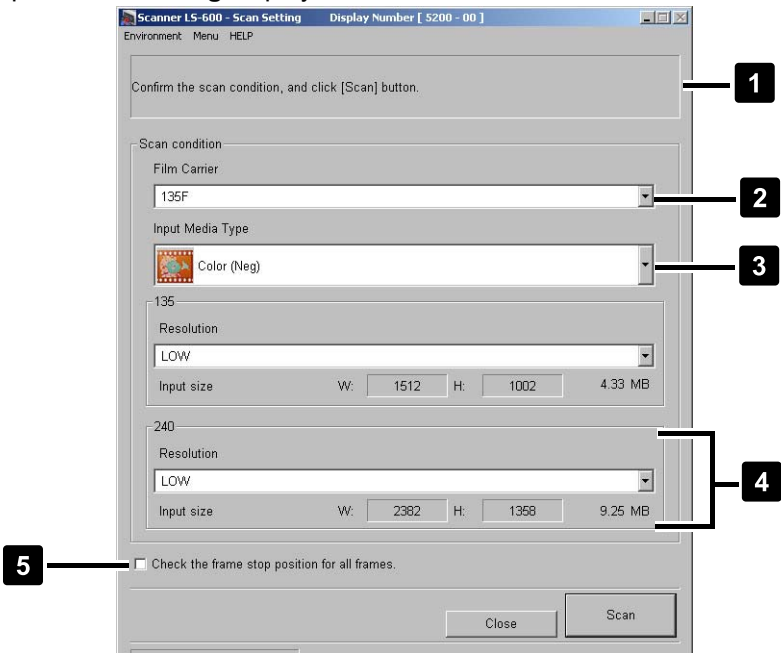 Scanner LS-600 - Scan Setting Display Number [ 5200 - 00 ]
Environment Menu HELP
Confirm the scan condition, and click [Scan] button.
1
Scan condition
Film Carrier
135F
2
Input Media Type
Color (Neg)
3
135
Resolution
LOW
Input size W: 1512 H: 1002 4.33 MB
240
Resolution
LOW
4
Input size W: 2382 H: 1358 9.25 MB
5
Check the frame stop position for all frames.
Close Scan